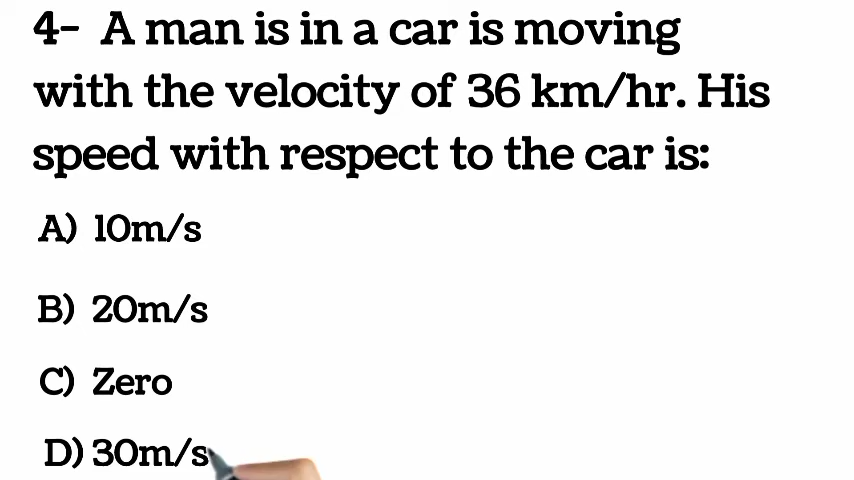 4- A man is in a car is moving
with the velocity of 36 km/hr. His
speed with respect to the car is:
A) 10m/s
B) 20m/s
C) Zero
D) 30m/s